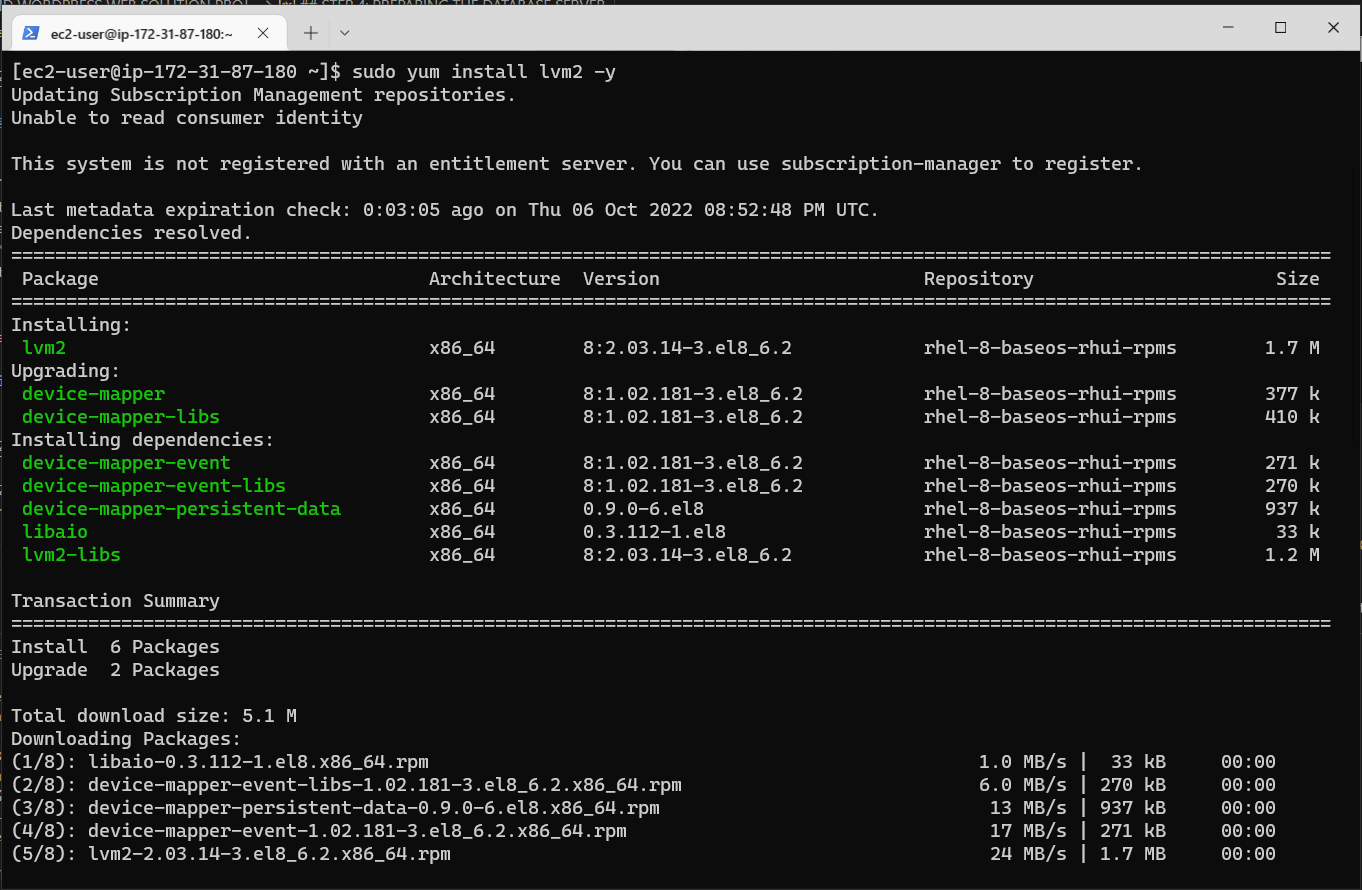 D WORDPRESS WEB SOLUTION PROJ... ## STEP 4: PREPARING THE DATABASE SERVER
ec2-user@ip-172-31-87-180:~
[ec2-user@ip-172-31-87-180 ~]$ sudo yum install lvm2 -y
Updating Subscription Management repositories.
Unable to read consumer identity
This system is not registered with an entitlement server. You can use subscription-manager to register.
Last metadata expiration check: 0:03:05 ago on Thu 06 Oct 2022 08:52:48 PM UTC.
Dependencies resolved.
================================================================================
Package Architecture Version Repository Size
================================================================================
Installing:
lvm2 x86_64 8:2.03.14-3.el8_6.2 rhel-8-baseos-rhui-rpms 1.7 M
Upgrading:
device-mapper x86_64 8:1.02.181-3.el8_6.2 rhel-8-baseos-rhui-rpms 377 k
device-mapper-libs x86_64 8:1.02.181-3.el8_6.2 rhel-8-baseos-rhui-rpms 410 k
Installing dependencies:
device-mapper-event x86_64 8:1.02.181-3.el8_6.2 rhel-8-baseos-rhui-rpms 271 k
device-mapper-event-libs x86_64 8:1.02.181-3.el8_6.2 rhel-8-baseos-rhui-rpms 270 k
device-mapper-persistent-data x86_64 0.9.0-6.el8 rhel-8-baseos-rhui-rpms 937 k
libaio x86_64 0.3.112-1.el8 rhel-8-baseos-rhui-rpms 33 k
lvm2-libs x86_64 8:2.03.14-3.el8_6.2 rhel-8-baseos-rhui-rpms 1.2 M
Transaction Summary
================================================================================
Install 6 Packages
Upgrade 2 Packages
Total download size: 5.1 M
Downloading Packages:
(1/8): libaio-0.3.112-1.el8.x86_64.rpm 1.0 MB/s | 33 kB 00:00
(2/8): device-mapper-event-libs-1.02.181-3.el8_6.2.x86_64.rpm 6.0 MB/s | 270 kB 00:00
(3/8): device-mapper-persistent-data-0.9.0-6.el8.x86_64.rpm 13 MB/s | 937 kB 00:00
(4/8): device-mapper-event-1.02.181-3.el8_6.2.x86_64.rpm 17 MB/s | 271 kB 00:00
(5/8): lvm2-2.03.14-3.el8_6.2.x86_64.rpm 24 MB/s | 1.7 MB 00:00